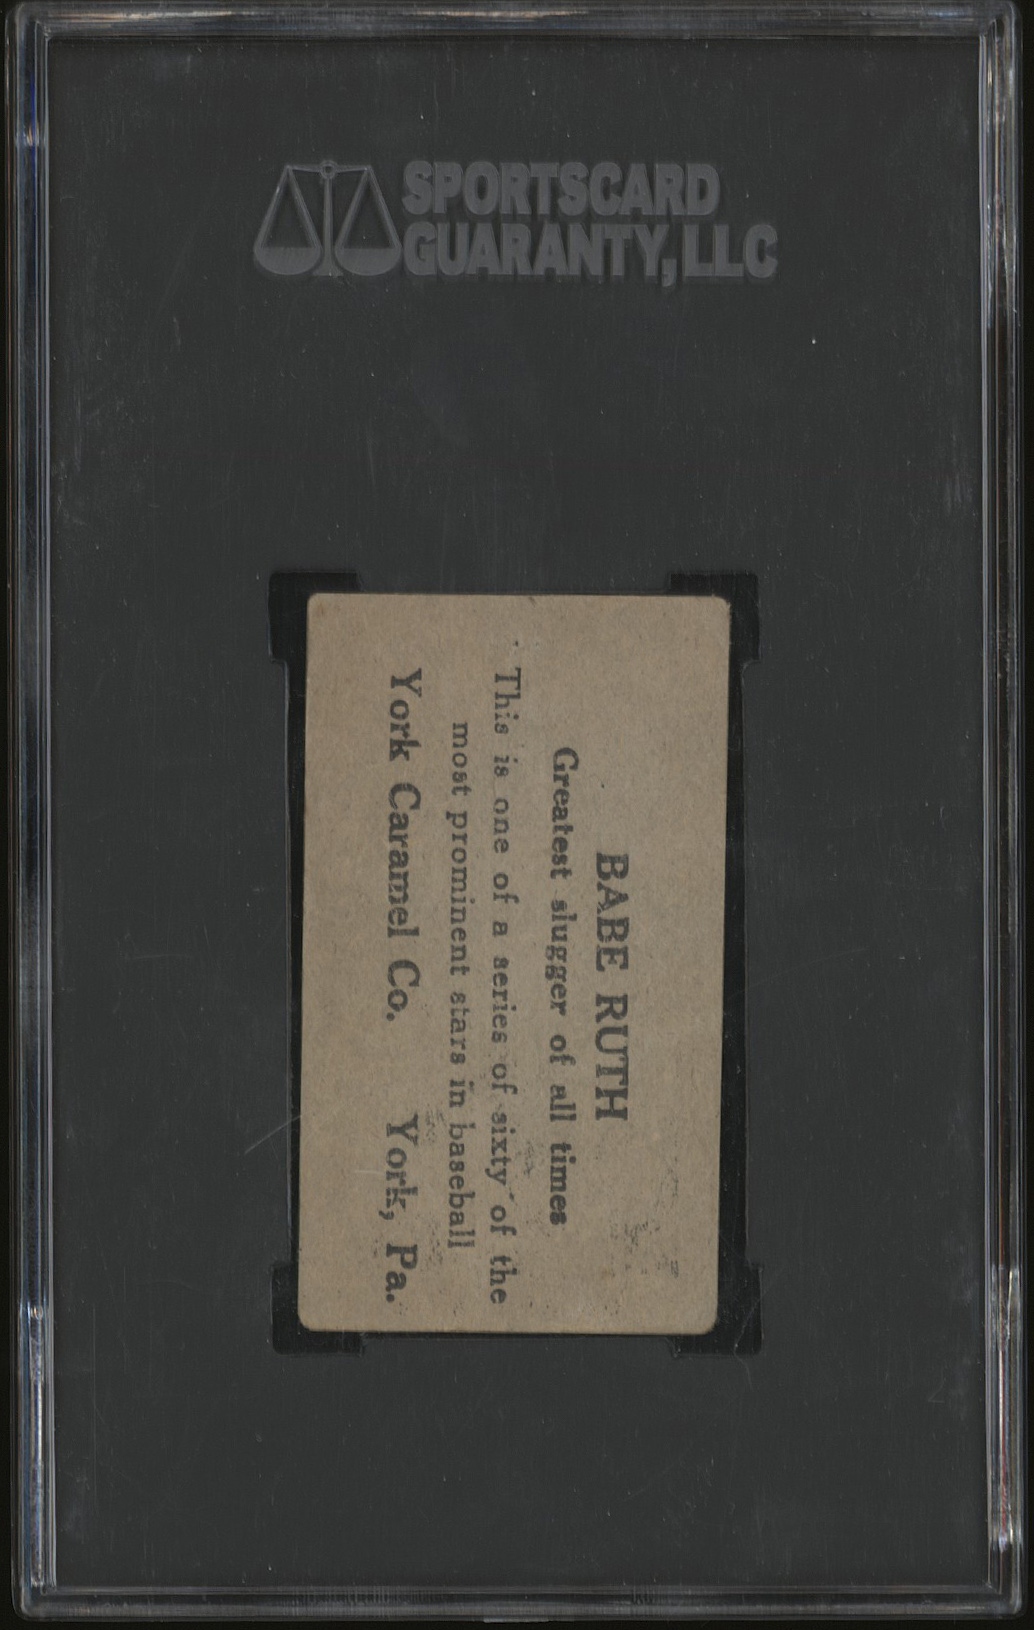 SPORTSCARD
GUARANTY, LLC
BABE RUTH
Greatest slugger of all times
This is one of a series of sixty of the
most prominent stars in baseball
York Caramel Co. York, Pa.